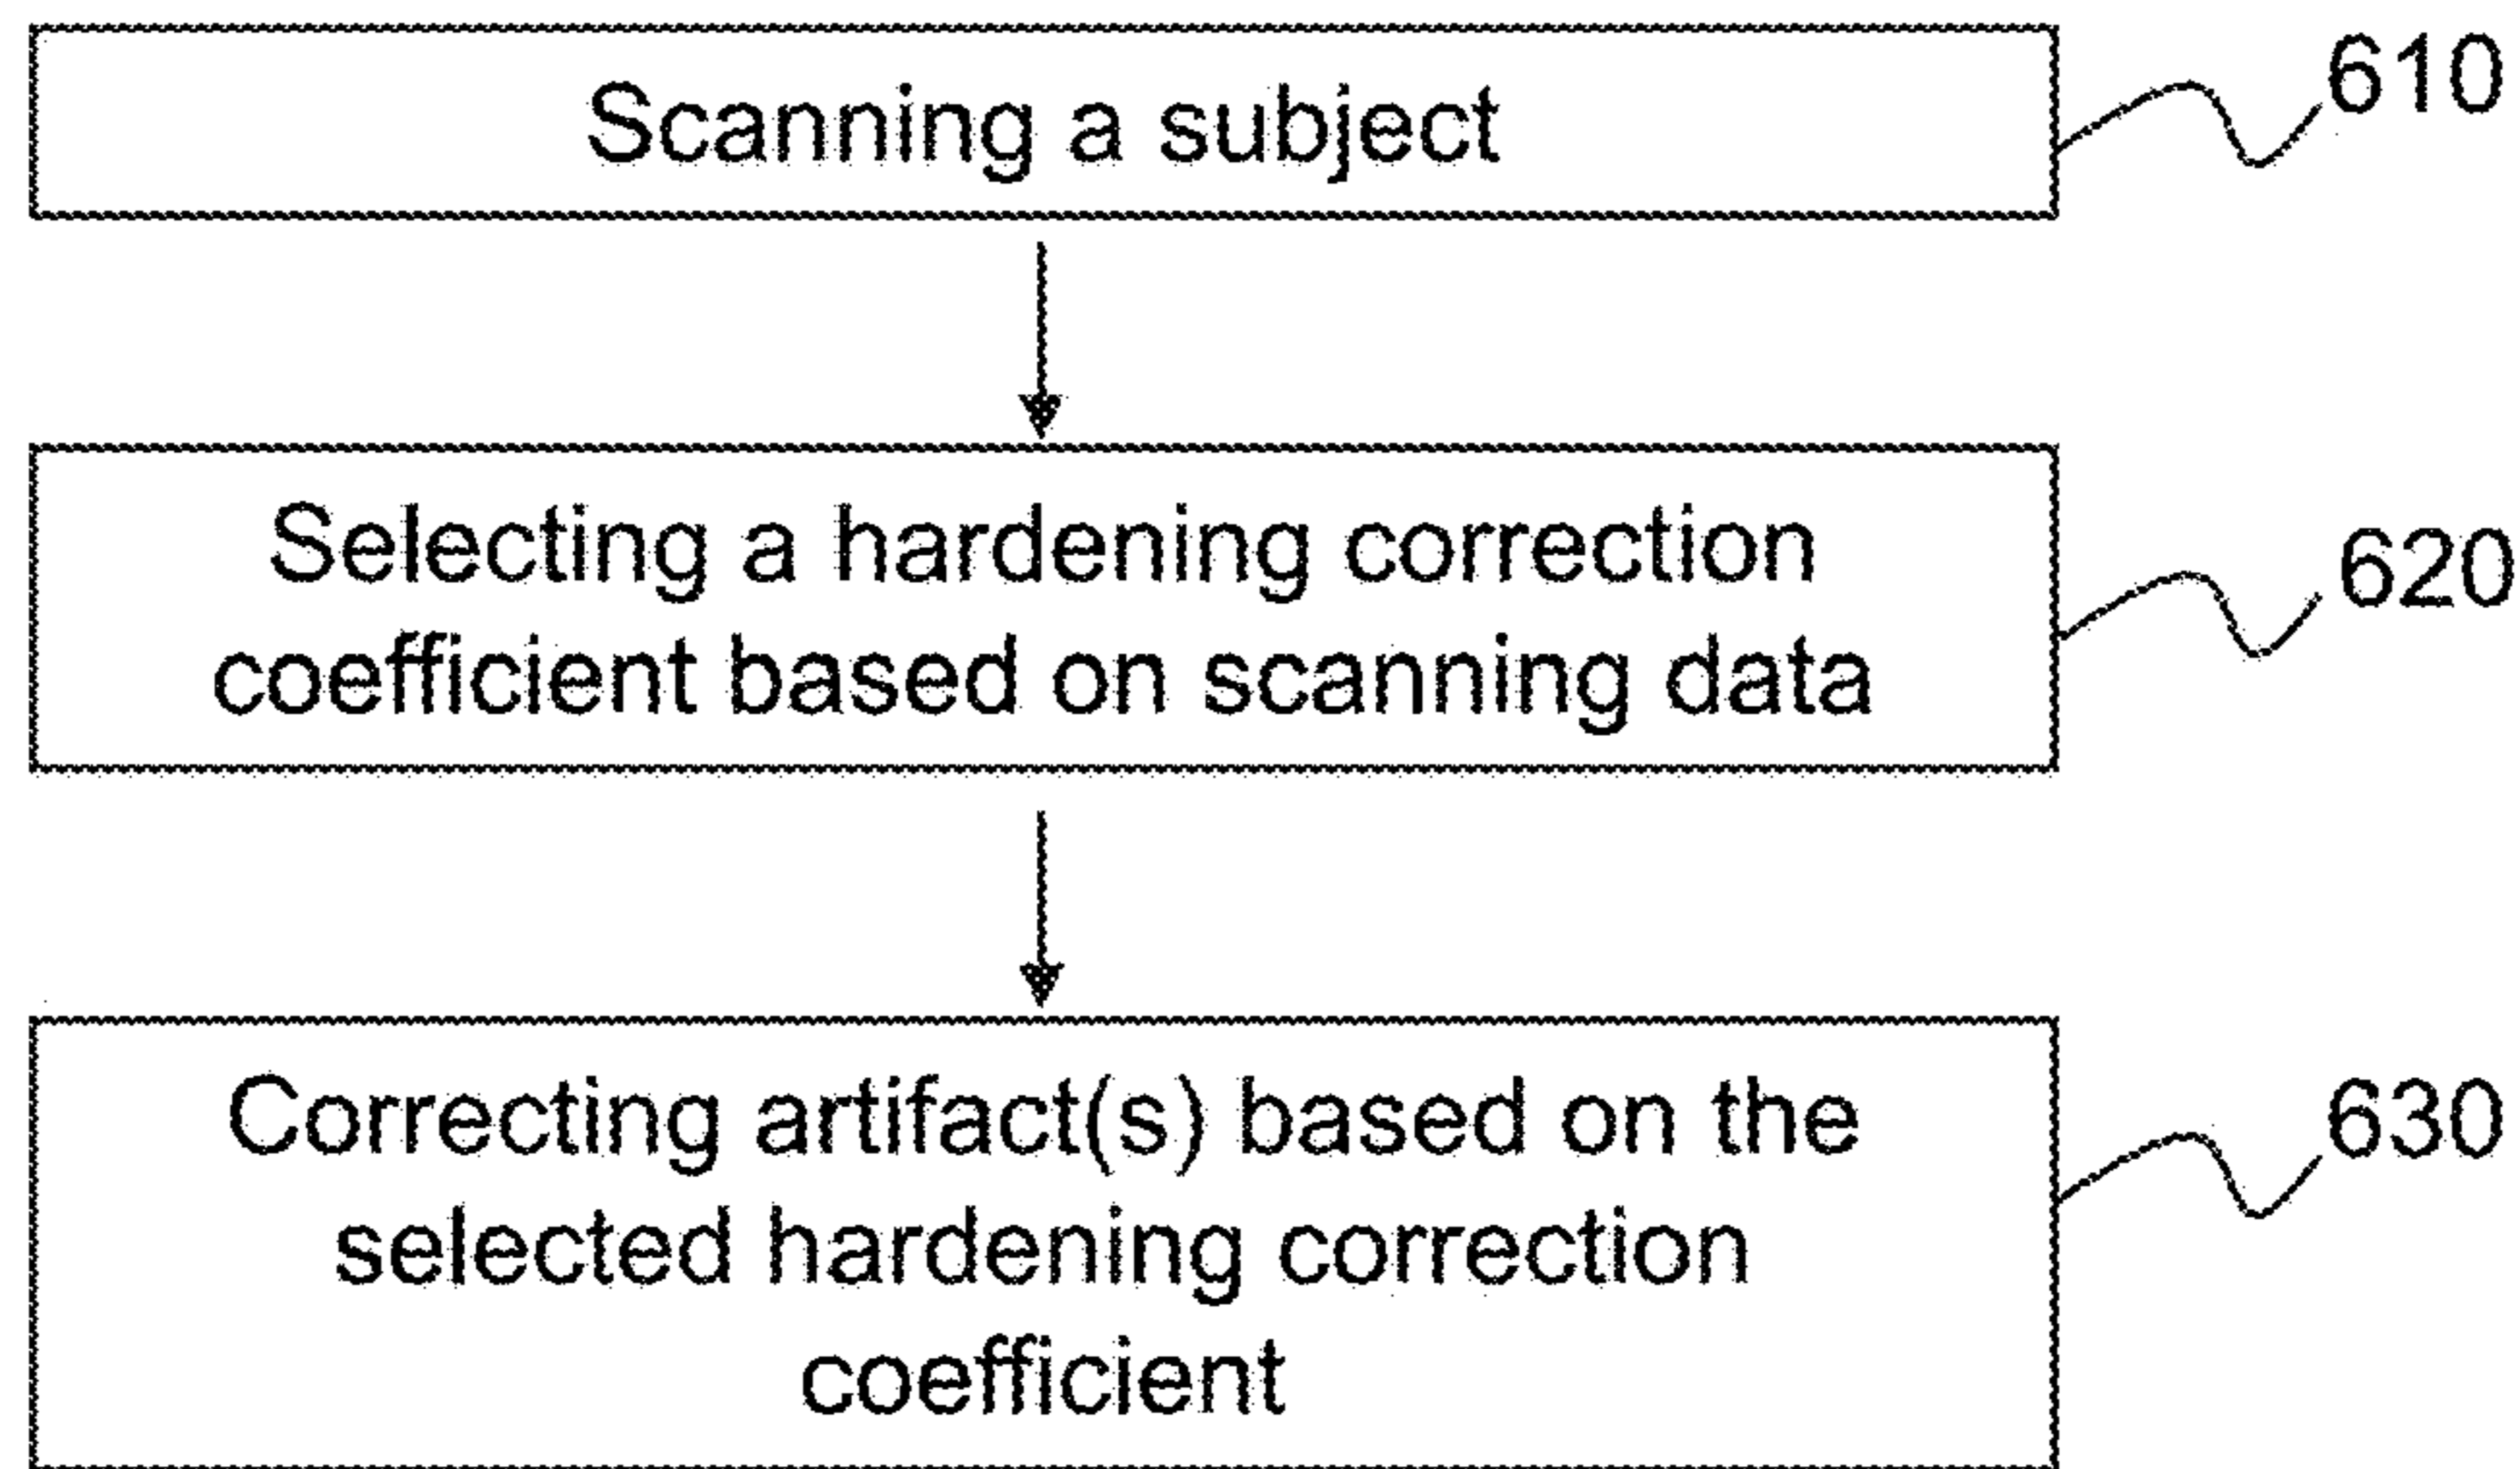 Scanning a subject
610
Selecting a hardening correction
coefficient based on scanning data
620
Correcting artifact(s) based on the
selected hardening correction
coefficient
630